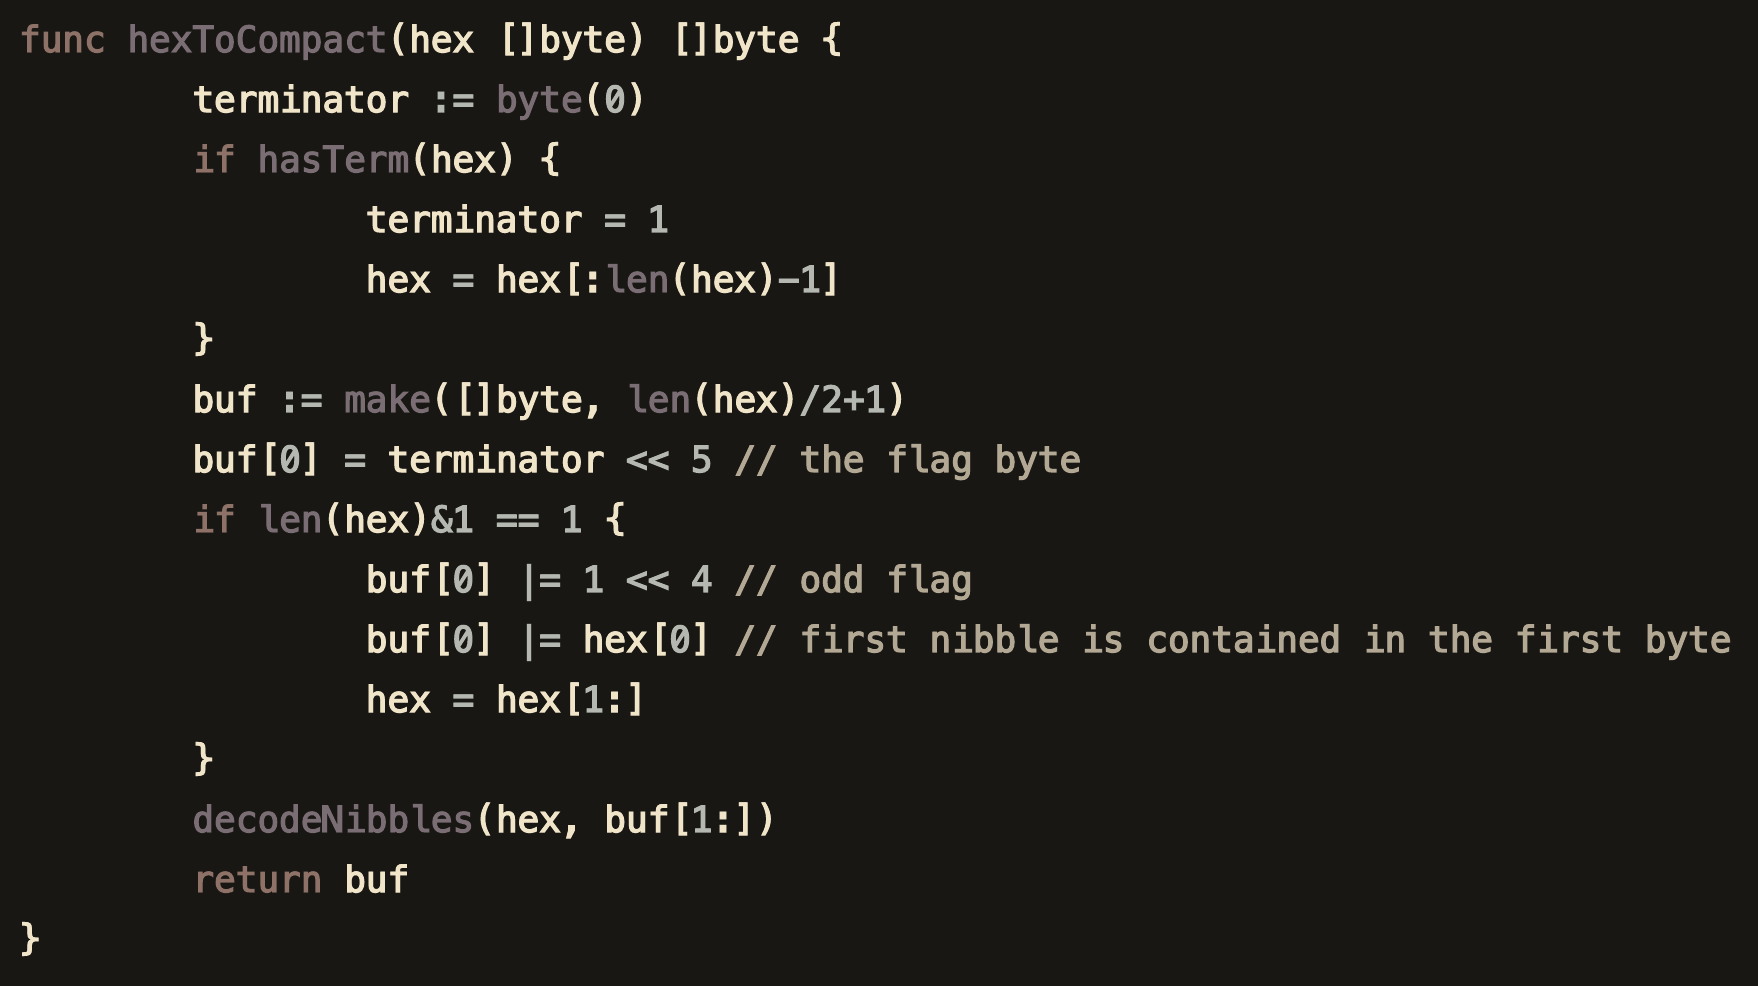 func hexToCompact(hex []byte) []byte {
        terminator := byte(0)
        if hasTerm(hex) {
                terminator = 1
                hex = hex[:len(hex)-1]
        }
        buf := make([]byte, len(hex)/2+1)
        buf[0] = terminator << 5 // the flag byte
        if len(hex)&1 == 1 {
                buf[0] |= 1 << 4 // odd flag
                buf[0] |= hex[0] // first nibble is contained in the first byte
                hex = hex[1:]
        }
        decodeNibbles(hex, buf[1:])
        return buf
}